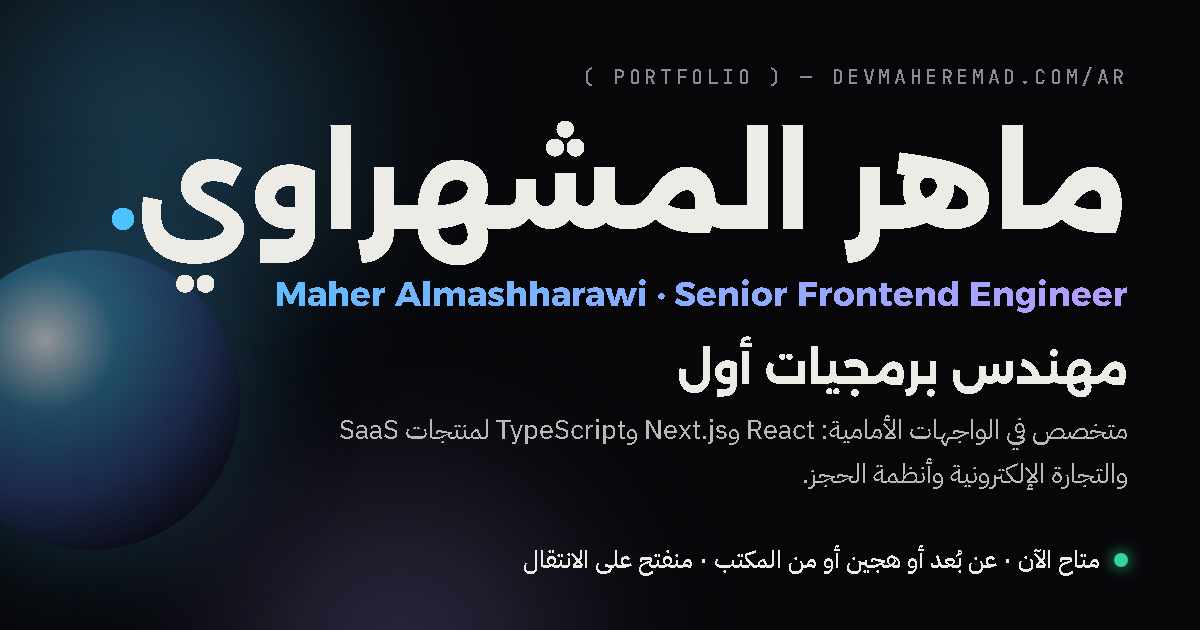 ( PORTFOLIO ) — DEVMAHEREMAD.COM/AR
ماهر المشهراوي.
Maher Almashharawi · Senior Frontend Engineer
مهندس برمجيات أول
متخصص في الواجهات الأمامية: React وNext.js وTypeScript لمنتجات SaaS
والتجارة الإلكترونية وأنظمة الحجز.
متاح الآن · عن بُعد أو هجين أو من المكتب · منفتح على الانتقال